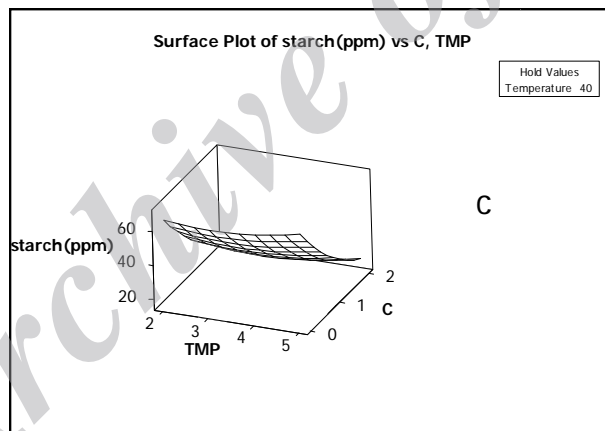 Surface Plot of starch(ppm) vs C, TMP
Hold Values
Temperature 40
C
starch(ppm)
60
40
20
2
3
4
5
TMP
0
1
2
C